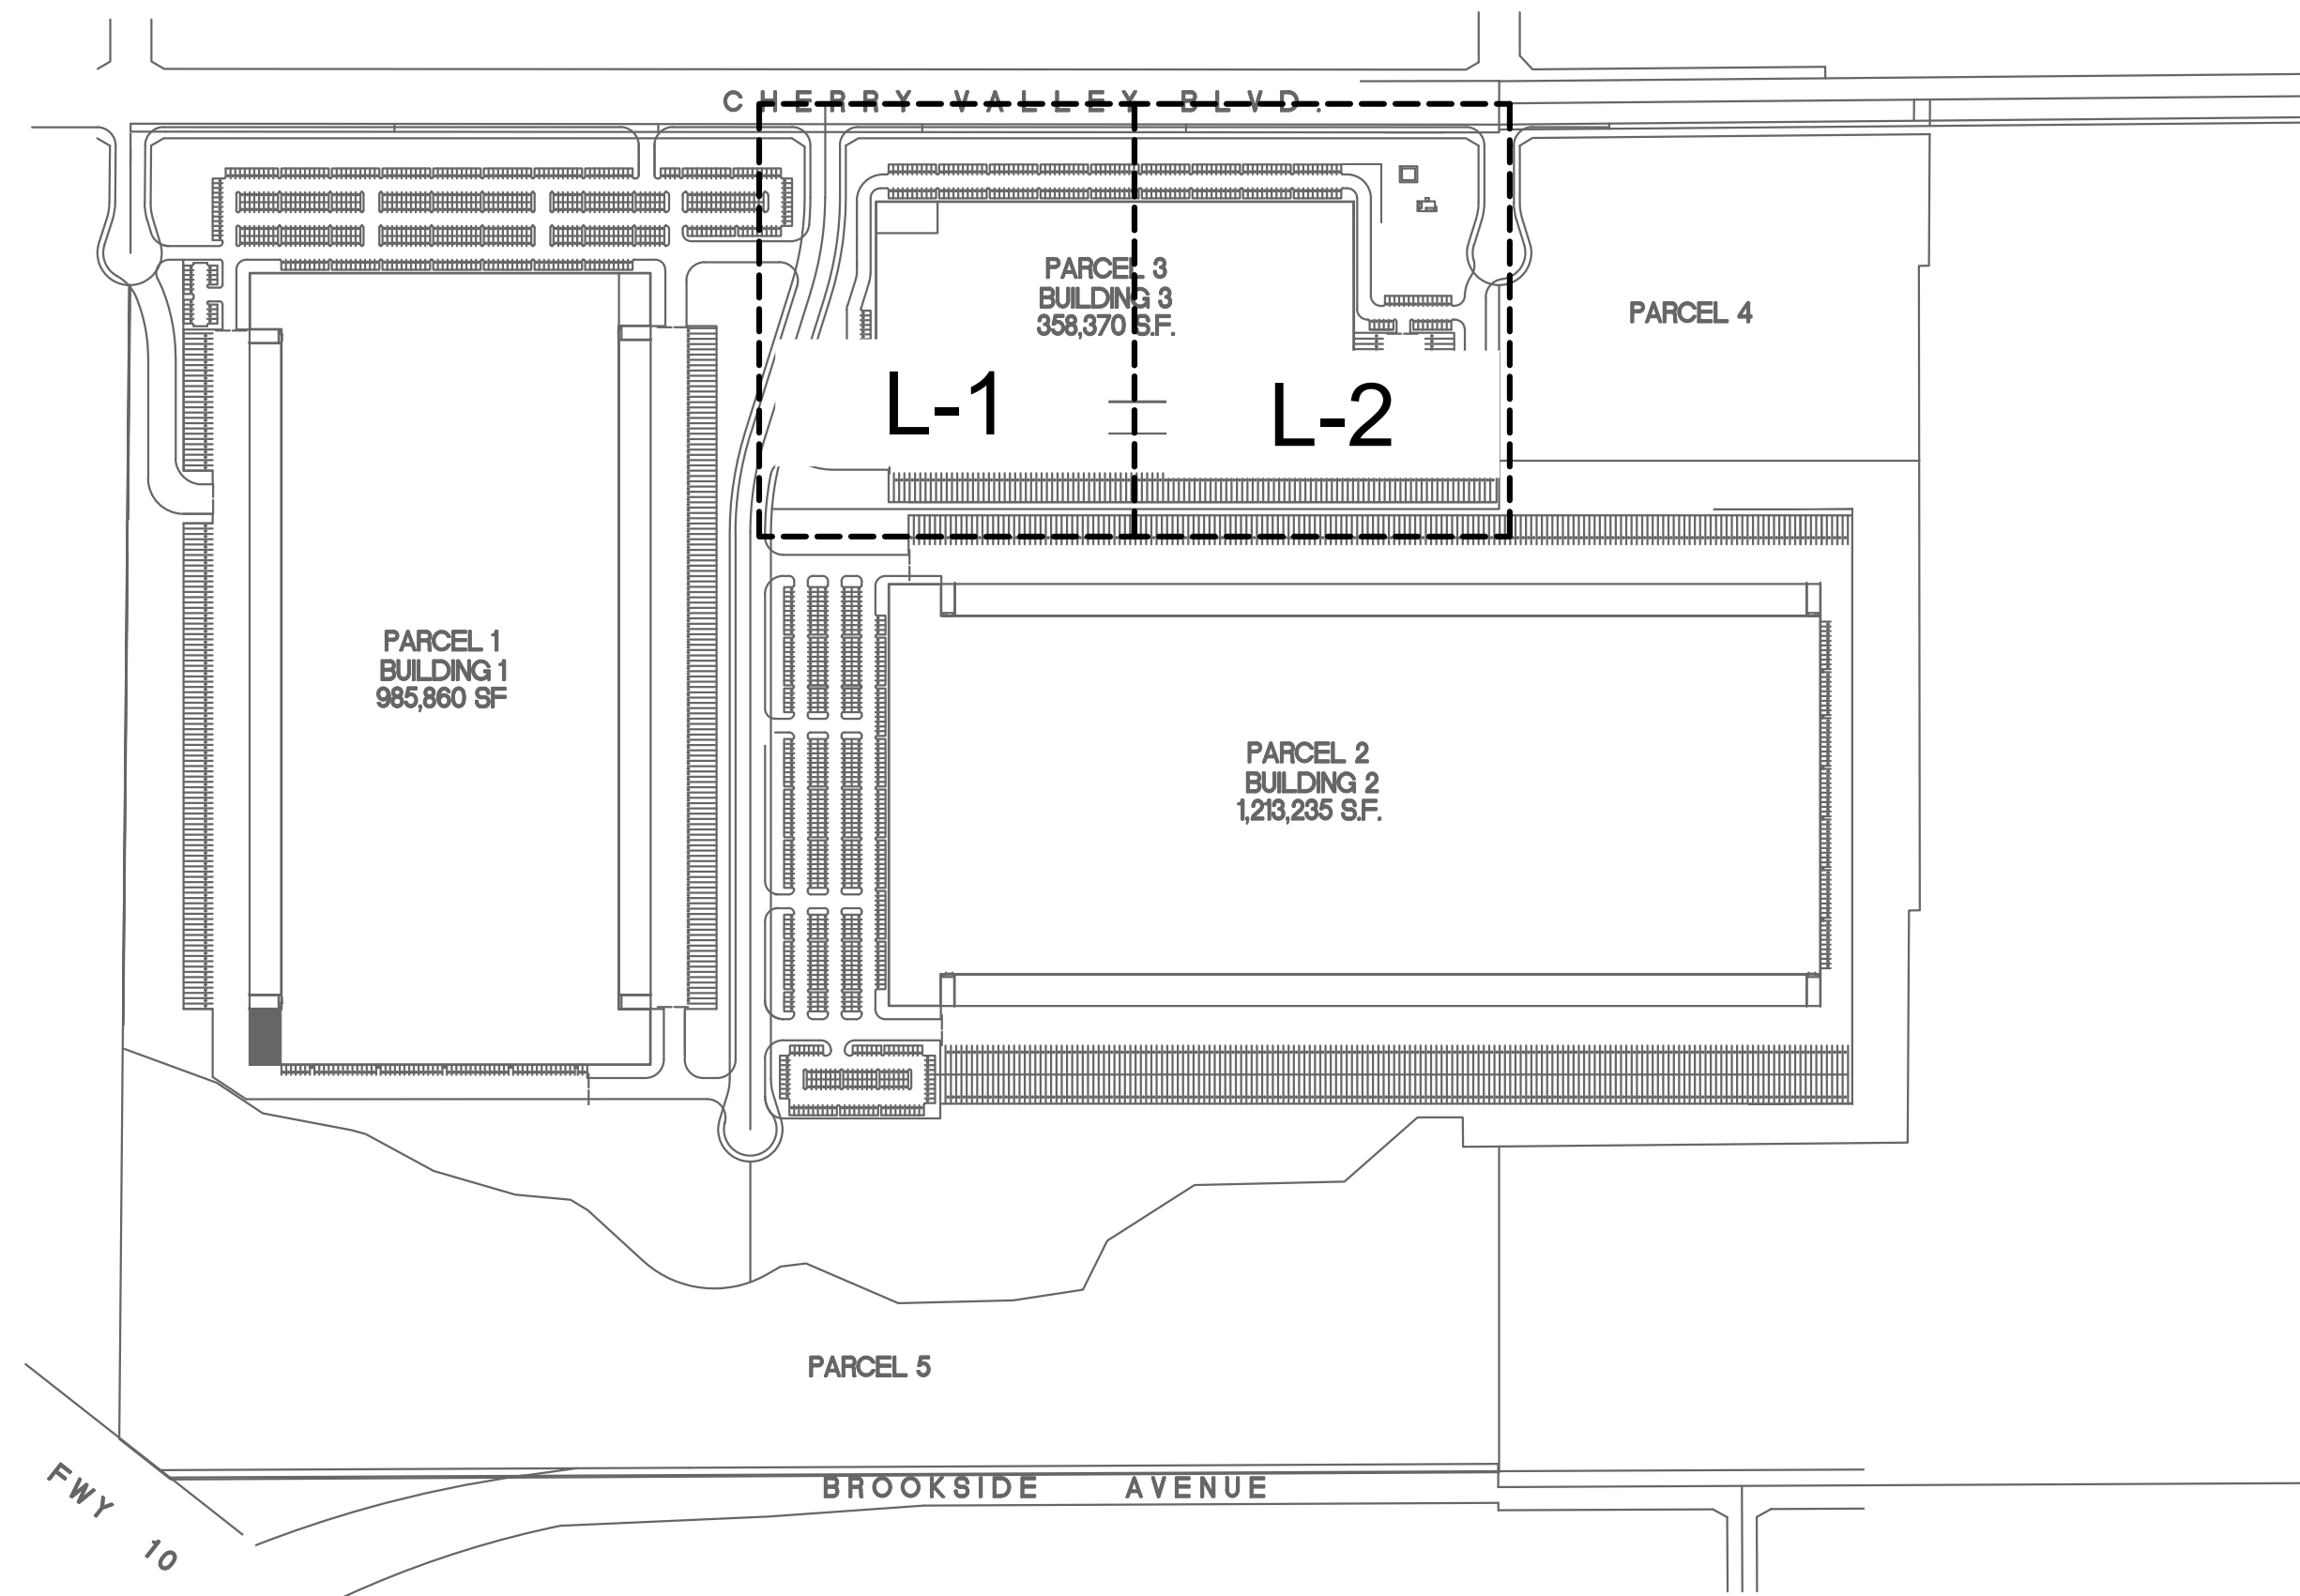 CHERRY VALLEY BLVD.
PARCEL 3
BUILDING 3
358,370 S.F.
PARCEL 4
L-1
L-2
PARCEL 1
BUILDING 1
985,860 SF
PARCEL 2
BUILDING 2
1,213,235 S.F.
PARCEL 5
BROOKSIDE AVENUE
FWY 10